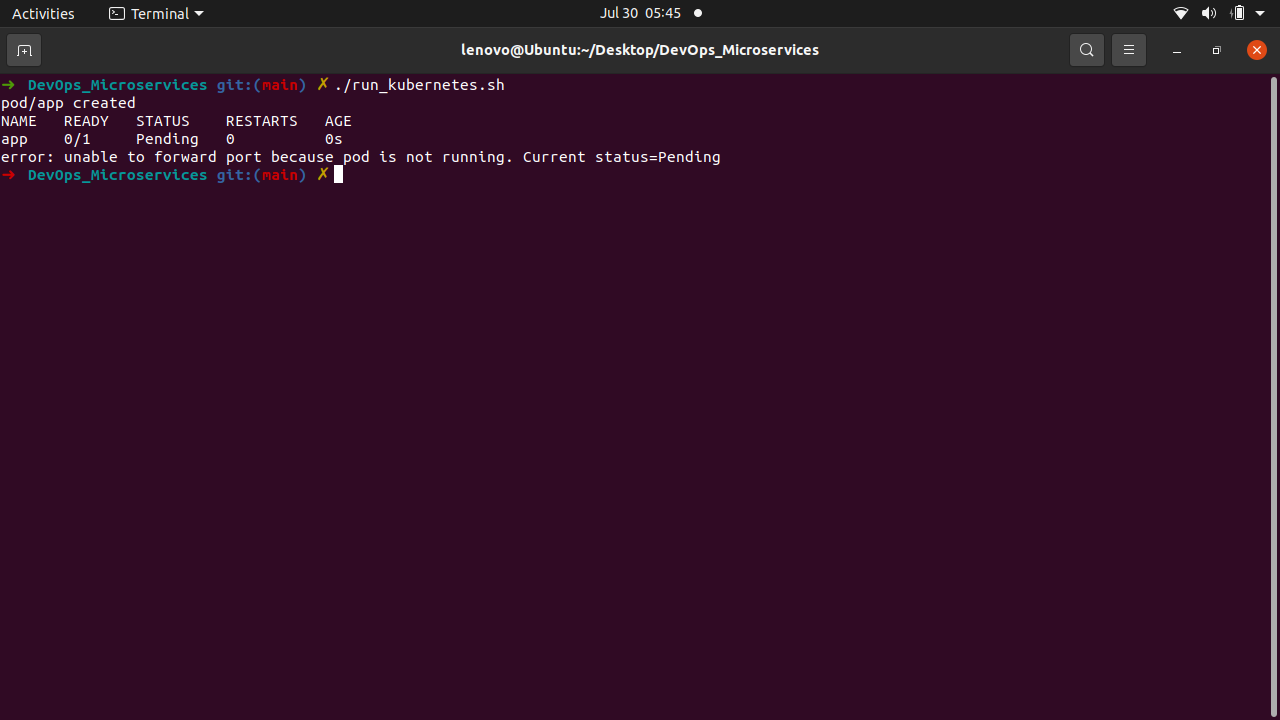 Activities Terminal Jul 30 05:45
lenovo@Ubuntu:~/Desktop/DevOps_Microservices
➜ DevOps_Microservices git:(main) ✗ ./run_kubernetes.sh
pod/app created
NAME READY STATUS RESTARTS AGE
app 0/1 Pending 0 0s
error: unable to forward port because pod is not running. Current status=Pending
➜ DevOps_Microservices git:(main) ✗